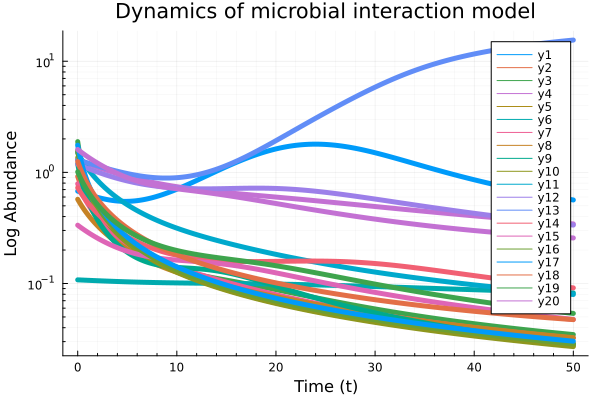 Dynamics of microbial interaction model
Log Abundance
10¹
10⁰
10⁻¹
0 10 20 30 40 50
Time (t)
y1
y2
y3
y4
y5
y6
y7
y8
y9
y10
y11
y12
y13
y14
y15
y16
y17
y18
y19
y20